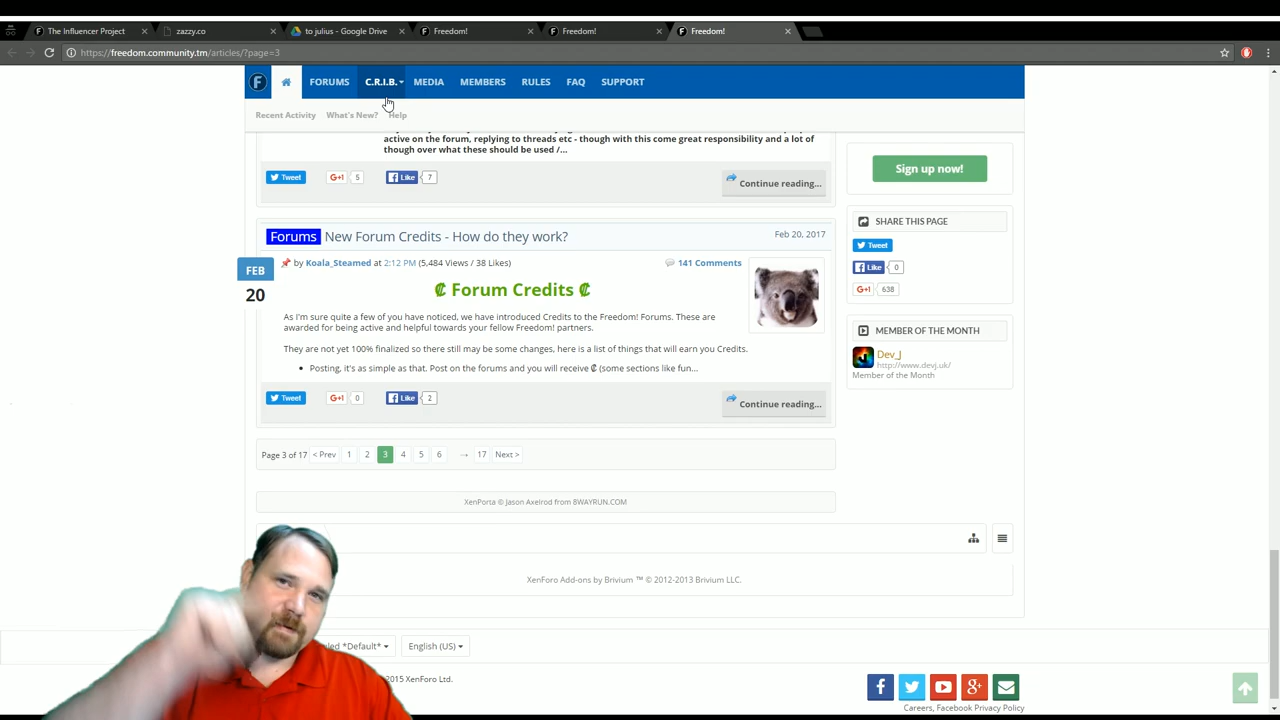 The Influencer Project
zazzy.co
to julius - Google Drive
Freedom!
Freedom!
Freedom!
https://freedom.community.tm/articles/?page=3
FORUMS
C.R.I.B.
MEDIA
MEMBERS
RULES
FAQ
SUPPORT
Recent Activity
What's New?
Help
active on the forum, replying to threads etc - though with this come great responsibility and a lot of
though over what these should be used /...
Tweet
G+1
5
Like
7
Continue reading...
Forums New Forum Credits - How do they work?
Feb 20, 2017
FEB
20
by Koala_Steamed at 2:12 PM (5,484 Views / 38 Likes)
141 Comments
₡ Forum Credits ₡
As I'm sure quite a few of you have noticed, we have introduced Credits to the Freedom! Forums. These are
awarded for being active and helpful towards your fellow Freedom! partners.
They are not yet 100% finalized so there still may be some changes, here is a list of things that will earn you Credits.
• Posting, it's as simple as that. Post on the forums and you will receive ₡ (some sections like fun...
Tweet
G+1
0
Like
2
Continue reading...
Page 3 of 17
< Prev
1
2
3
4
5
6
→
17
Next >
XenPorta © Jason Axelrod from 8WAYRUN.COM
XenForo Add-ons by Brivium ™ © 2012-2013 Brivium LLC.
*Default*
English (US)
2015 XenForo Ltd.
Careers, Facebook Privacy Policy
Sign up now!
SHARE THIS PAGE
Tweet
Like
0
G+1
638
MEMBER OF THE MONTH
Dev_J
http://www.devj.uk/
Member of the Month